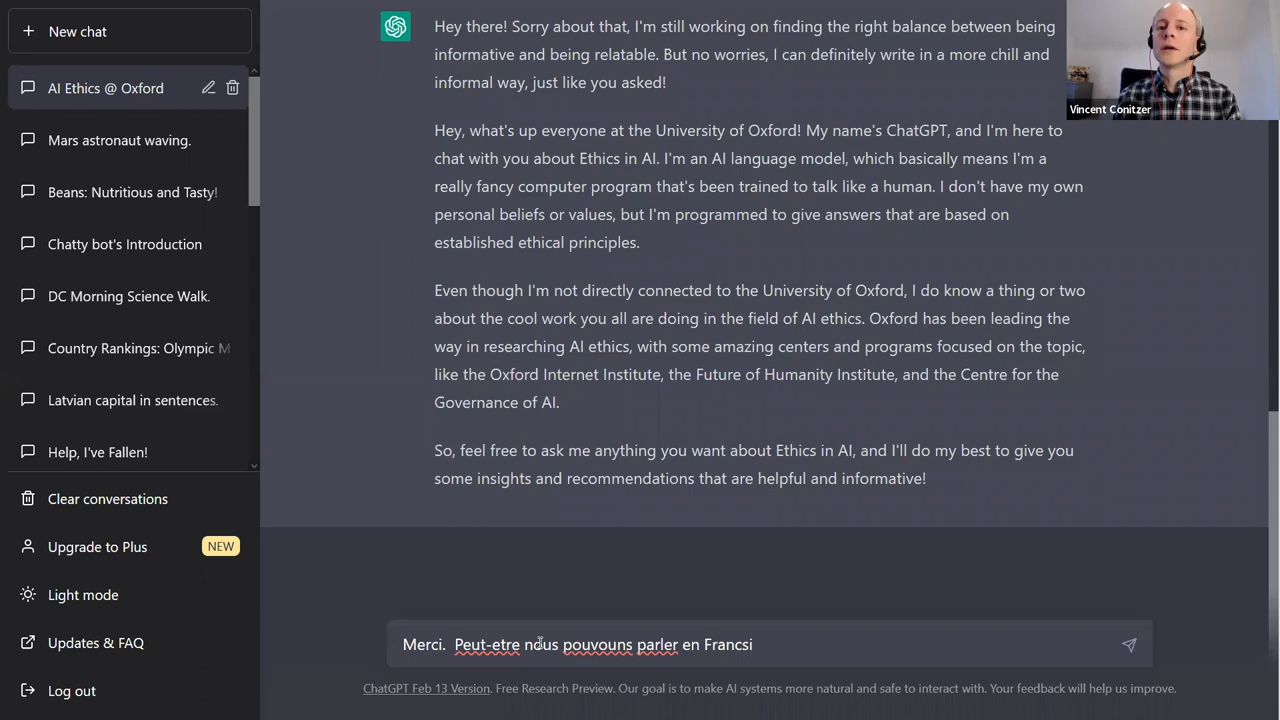 New chat
AI Ethics @ Oxford
Mars astronaut waving.
Beans: Nutritious and Tasty!
Chatty bot's Introduction
DC Morning Science Walk.
Country Rankings: Olympic M
Latvian capital in sentences.
Help, I've Fallen!
Clear conversations
Upgrade to Plus
NEW
Light mode
Updates & FAQ
Log out
Hey there! Sorry about that, I'm still working on finding the right balance between being
informative and being relatable. But no worries, I can definitely write in a more chill and
informal way, just like you asked!
Hey, what's up everyone at the University of Oxford! My name's ChatGPT, and I'm here to
chat with you about Ethics in AI. I'm an AI language model, which basically means I'm a
really fancy computer program that's been trained to talk like a human. I don't have my own
personal beliefs or values, but I'm programmed to give answers that are based on
established ethical principles.
Even though I'm not directly connected to the University of Oxford, I do know a thing or two
about the cool work you all are doing in the field of AI ethics. Oxford has been leading the
way in researching AI ethics, with some amazing centers and programs focused on the topic,
like the Oxford Internet Institute, the Future of Humanity Institute, and the Centre for the
Governance of AI.
So, feel free to ask me anything you want about Ethics in AI, and I'll do my best to give you
some insights and recommendations that are helpful and informative!
Merci.  Peut-etre nous pouvouns parler en Francsi
ChatGPT Feb 13 Version. Free Research Preview. Our goal is to make AI systems more natural and safe to interact with. Your feedback will help us improve.
Vincent Conitzer